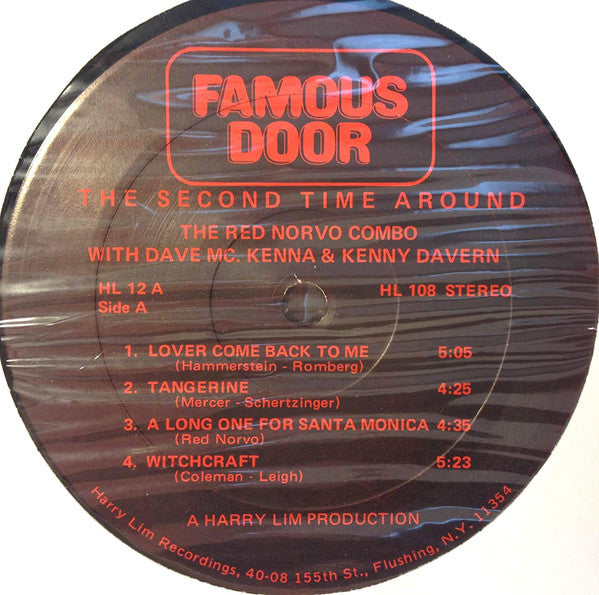 FAMOUS
DOOR
THE SECOND TIME AROUND
THE RED NORVO COMBO
WITH DAVE MC. KENNA & KENNY DAVERN
HL 12 A HL 108 STEREO
Side A
1. LOVER COME BACK TO ME 5:05
(Hammerstein - Romberg)
2. TANGERINE 4:25
(Mercer - Schertzinger)
3. A LONG ONE FOR SANTA MONICA 4:35
(Red Norvo)
4. WITCHCRAFT 5:23
(Coleman - Leigh)
A HARRY LIM PRODUCTION
Harry Lim Recordings, 40-08 155th St., Flushing, N.Y. 11354